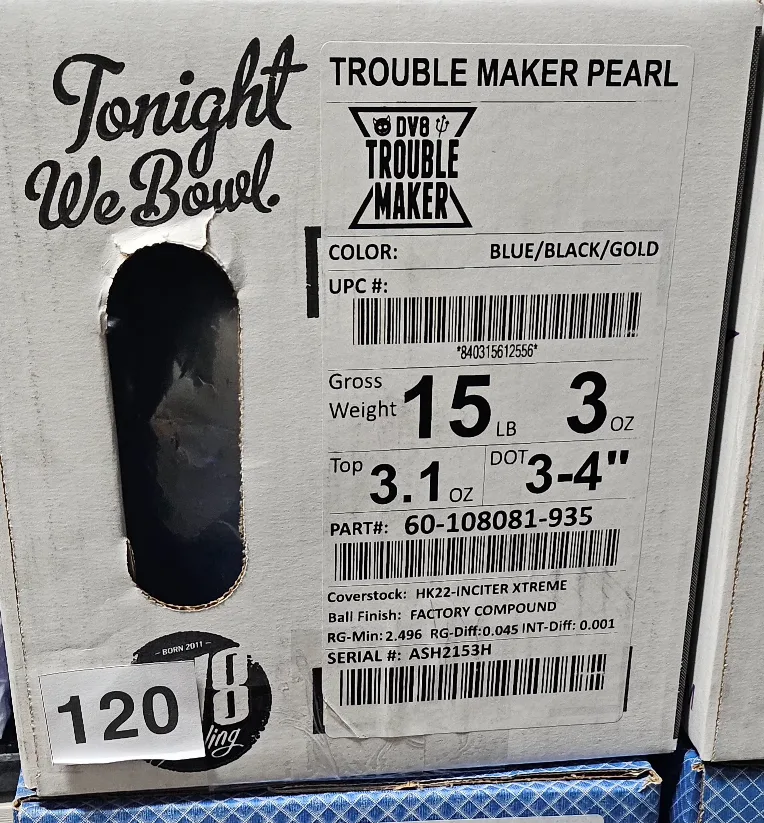 Tonight
We Bowl.
TROUBLE MAKER PEARL
DV8
TROUBLE
MAKER
COLOR: BLUE/BLACK/GOLD
UPC #:
*840315612556*
Gross
Weight 15 LB 3 OZ
Top 3.1 OZ DOT 3-4"
PART#: 60-108081-935
Coverstock: HK22-INCITER XTREME
Ball Finish: FACTORY COMPOUND
RG-Min: 2.496 RG-Diff: 0.045 INT-Diff: 0.001
SERIAL #: ASH2153H
– BORN 2011 –
8
120
ling